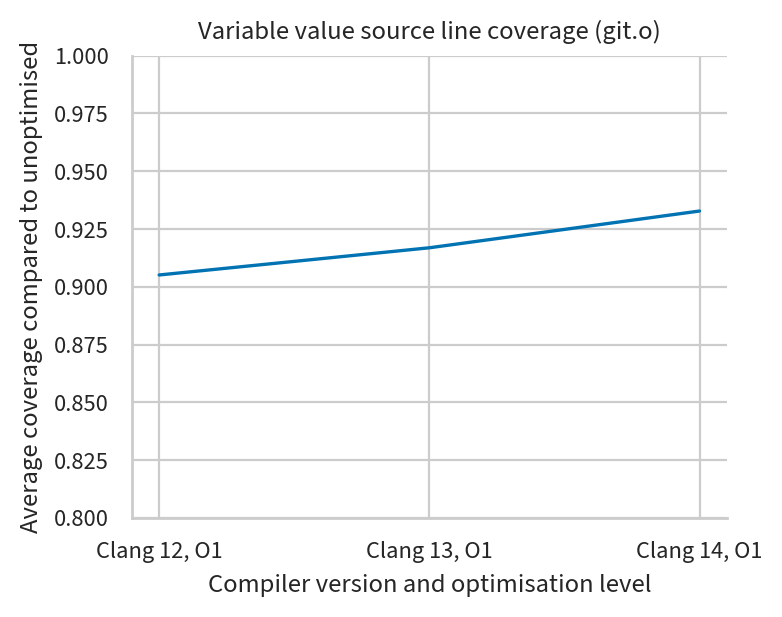 Variable value source line coverage (git.o)
Average coverage compared to unoptimised
1.000
0.975
0.950
0.925
0.900
0.875
0.850
0.825
0.800
Clang 12, O1
Clang 13, O1
Clang 14, O1
Compiler version and optimisation level